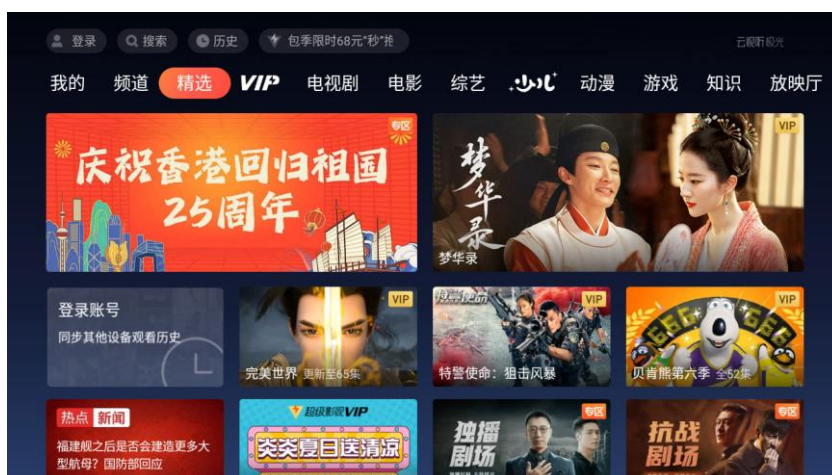 登录
搜索
历史
包季限时68元"秒"抢
云视听极光
我的
频道
精选
VIP
电视剧
电影
综艺
少儿
动漫
游戏
知识
放映厅
专区
庆祝香港回归祖国
25周年
VIP
梦华录
梦华录
登录账号
同步其他设备观看历史
VIP
完美世界 更新至65集
VIP
特警使命
特警使命：狙击风暴
VIP
贝肯熊第六季 全52集
热点 新闻
福建舰之后是否会建造更多大
型航母？国防部回应
超级影视VIP
炎炎夏日送清凉
专区
独播
剧场
专区
抗战
剧场